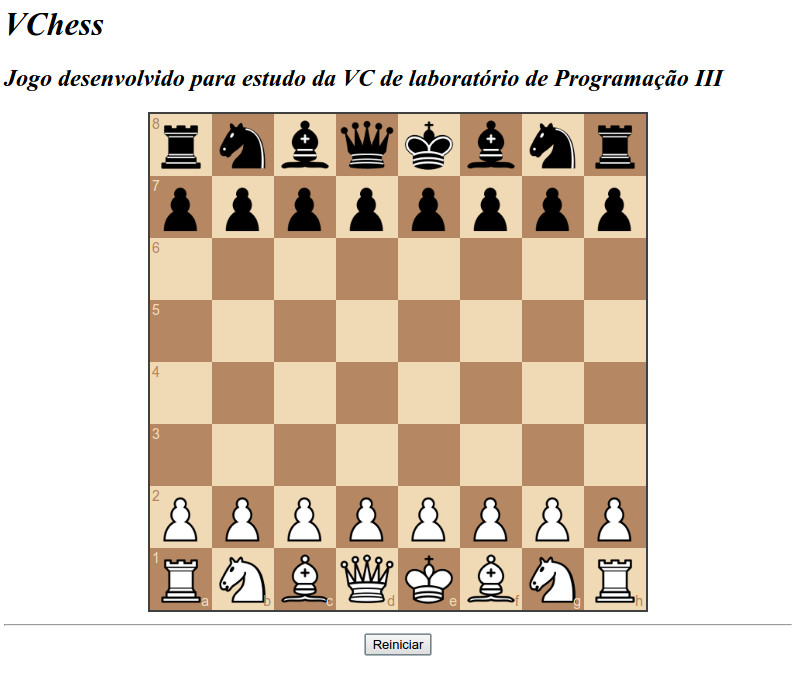 VChess
Jogo desenvolvido para estudo da VC de laboratório de Programação III
8
7
6
5
4
3
2
1
a b c d e f g h
Reiniciar